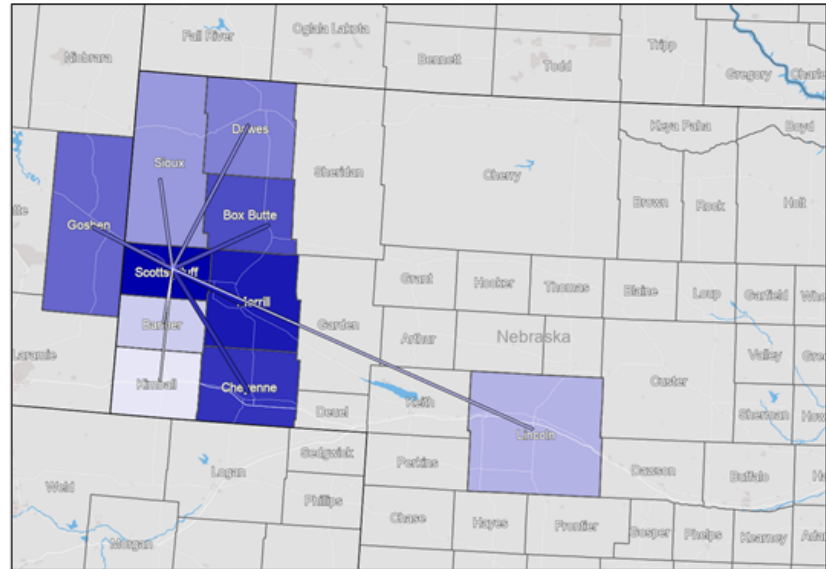 Fall River
Oglala Lakota
Niobrara
Bennett
Todd
Tripp
Gregory
Keya Paha
Boyd
Dawes
Sioux
Sheridan
Cherry
Brown
Rock
Holt
Goshen
Box Butte
Grant
Hooker
Thomas
Blaine
Loup
Garfield
Morrill
Banner
Garden
Arthur
Nebraska
Valley
Laramie
Kimball
Cheyenne
Custer
Deuel
Keith
Lincoln
Sherman
Sedgwick
Logan
Perkins
Dawson
Buffalo
Weld
Phillips
Chase
Hayes
Frontier
Gosper
Phelps
Kearney
Morgan